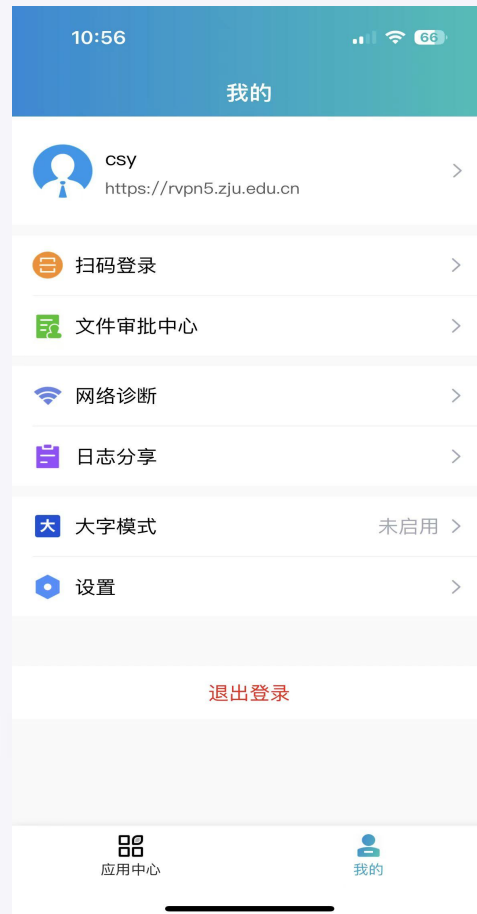 10:56
66
我的
csy
https://rvpn5.zju.edu.cn
扫码登录
文件审批中心
网络诊断
日志分享
大
大字模式
未启用
设置
退出登录
应用中心
我的